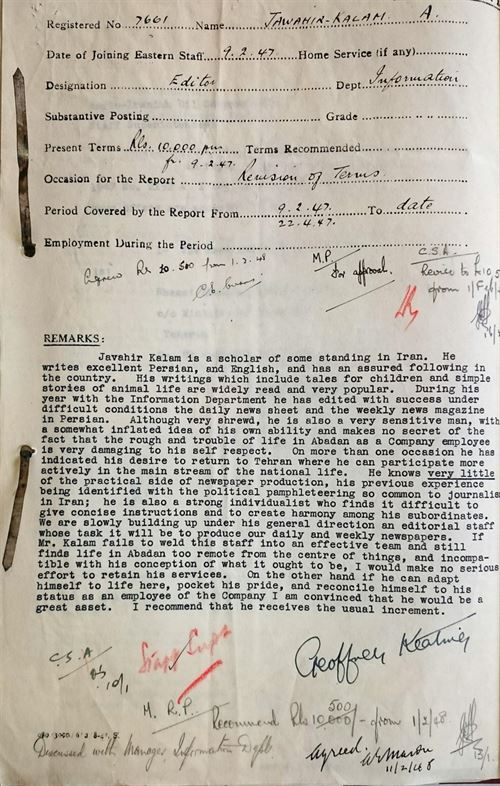 Registered No 7661 Name JAWAHIR-KALAM A.
Date of Joining Eastern Staff 9.2.47. Home Service (if any)
Designation Editor Dept. Information
Substantive Posting Grade
Present Terms Rls. 10,000 p.m. Terms Recommended
fr. 9.2.47.
Occasion for the Report Revision of Terms
Period Covered by the Report From 9.2.47. To date
22.4.47.
Employment During the Period
M.P.
For approval.
C.S.A.
Agreed Rls 10.500 from 1.2.48
REMARKS:
Javahir Kalam is a scholar of some standing in Iran. He
writes excellent Persian, and English, and has an assured following in
the country. His writings which include tales for children and simple
stories of animal life are widely read and very popular. During his
year with the Information Department he has edited with success under
difficult conditions the daily news sheet and the weekly news magazine
in Persian. Although very shrewd, he is also a very sensitive man, with
a somewhat inflated idea of his own ability and makes no secret of the
fact that the rough and trouble of life in Abadan as a Company employee
is very damaging to his self respect. On more than one occasion he has
indicated his desire to return to Tehran where he can participate more
actively in the main stream of the national life. He knows very little
of the practical side of newspaper production, his previous experience
being identified with the political pamphleteering so common to journalis
in Iran; he is also a strong individualist who finds it difficult to
give concise instructions and to create harmony among his subordinates.
We are slowly building up under his general direction an editorial staff
whose task it will be to produce our daily and weekly newspapers. If
Mr. Kalam fails to weld this staff into an effective team and still
finds life in Abadan too remote from the centre of things, and incompa-
tible with his conception of what it ought to be, I would make no serious
effort to retain his services. On the other hand if he can adapt
himself to life here, pocket his pride, and reconcile himself to his
status as an employee of the Company I am convinced that he would be a
great asset. I recommend that he receives the usual increment.
Geoffrey Keating
C.S.A
10/1
Staff Supt
M. R.P.
Recommend Rls 10,500/- from 1/2/48
Discussed with Manager Information Dept.
Agreed.
11/2/48